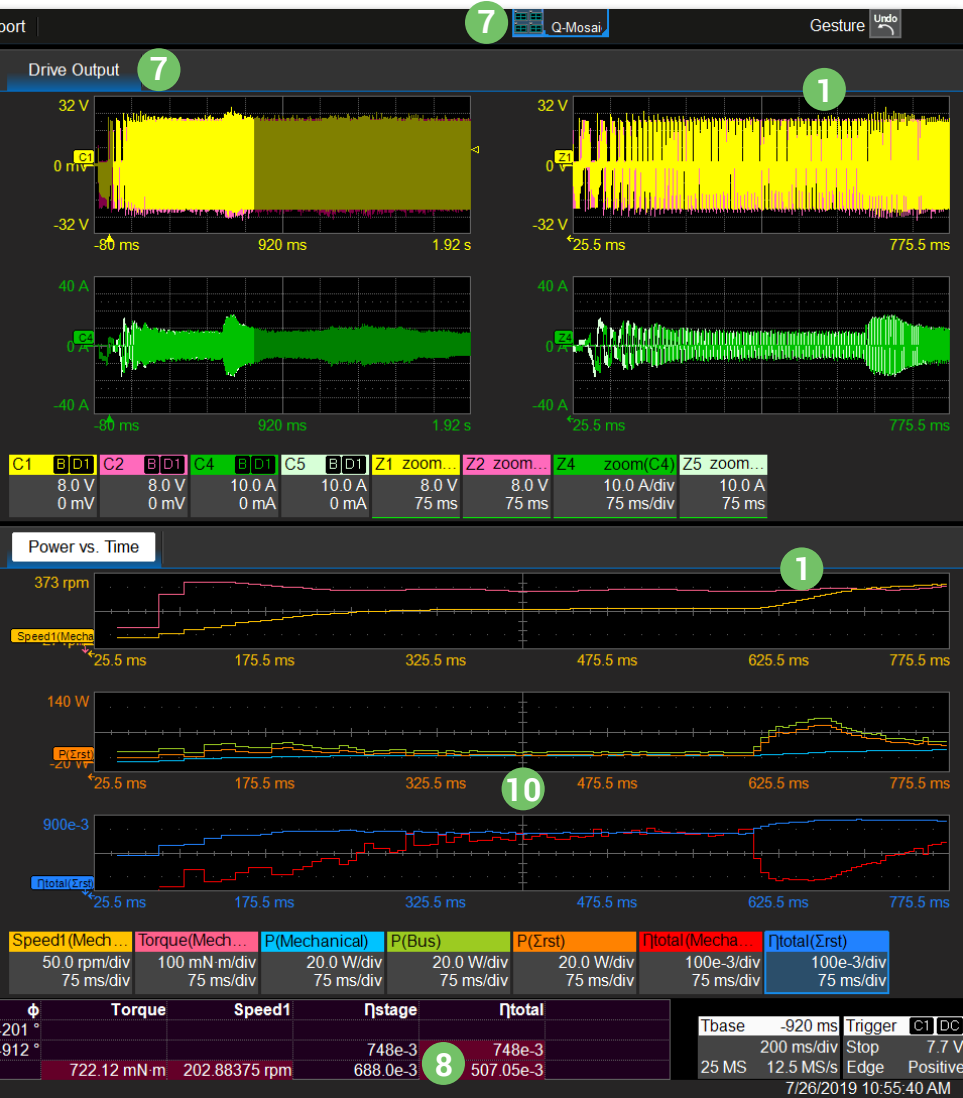 port
7
Q-Mosai
Gesture
Undo
Drive Output
7
1
32 V
C1
0 mV
-32 V
-80 ms
920 ms
1.92 s
32 V
Z1
0 V
-32 V
25.5 ms
775.5 ms
40 A
C4
0 A
-40 A
-80 ms
920 ms
1.92 s
40 A
Z4
0 A
-40 A
25.5 ms
775.5 ms
C1 B D1 C2 B D1 C4 B D1 C5 B D1 Z1 zoom... Z2 zoom... Z4 zoom(C4) Z5 zoom...
8.0 V 8.0 V 10.0 A 10.0 A 8.0 V 8.0 V 10.0 A/div 10.0 A
0 mV 0 mV 0 mA 0 mA 75 ms 75 ms 75 ms/div 75 ms
Power vs. Time
1
373 rpm
Speed1(Mecha
25.5 ms 175.5 ms 325.5 ms 475.5 ms 625.5 ms 775.5 ms
140 W
P(Σrst)
-20 W
25.5 ms 175.5 ms 325.5 ms 475.5 ms 625.5 ms 775.5 ms
10
900e-3
ηtotal(Σrst)
25.5 ms 175.5 ms 325.5 ms 475.5 ms 625.5 ms 775.5 ms
Speed1(Mech... Torque(Mech... P(Mechanical) P(Bus) P(Σrst) ηtotal(Mecha... ηtotal(Σrst)
50.0 rpm/div 100 mN·m/div 20.0 W/div 20.0 W/div 20.0 W/div 100e-3/div 100e-3/div
75 ms/div 75 ms/div 75 ms/div 75 ms/div 75 ms/div 75 ms/div 75 ms/div
ϕ Torque Speed1 ηstage ηtotal
201 °
912 ° 748e-3 748e-3
722.12 mN·m 202.88375 rpm 688.0e-3 507.05e-3
8
Tbase -920 ms Trigger C1 DC
200 ms/div Stop 7.7 V
25 MS 12.5 MS/s Edge Positive
7/26/2019 10:55:40 AM